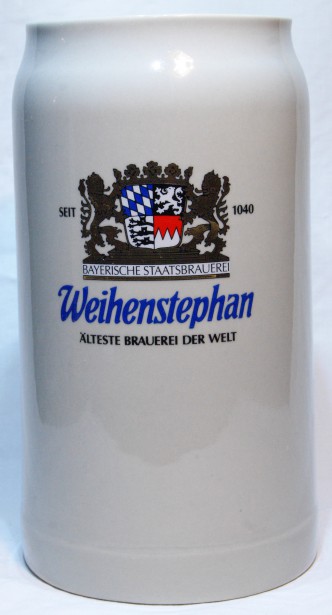 SEIT 1040
BAYERISCHE STAATSBRAUEREI
Weihenstephan
ÄLTESTE BRAUEREI DER WELT